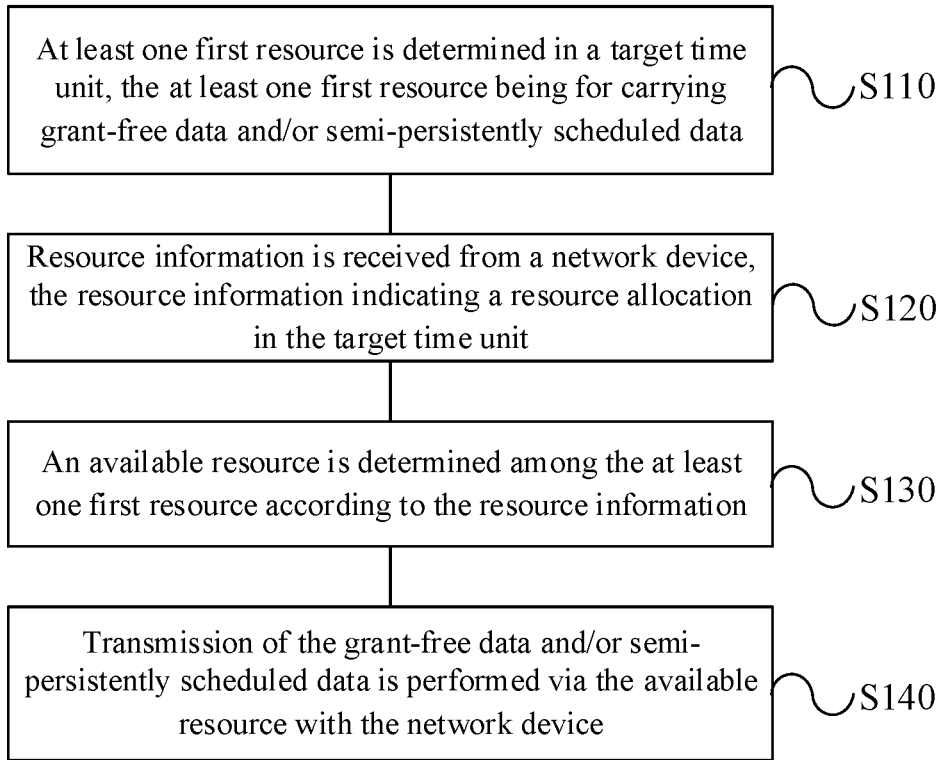 At least one first resource is determined in a target time
unit, the at least one first resource being for carrying
grant-free data and/or semi-persistently scheduled data
S110
Resource information is received from a network device,
the resource information indicating a resource allocation
in the target time unit
S120
An available resource is determined among the at least
one first resource according to the resource information
S130
Transmission of the grant-free data and/or semi-
persistently scheduled data is performed via the available
resource with the network device
S140